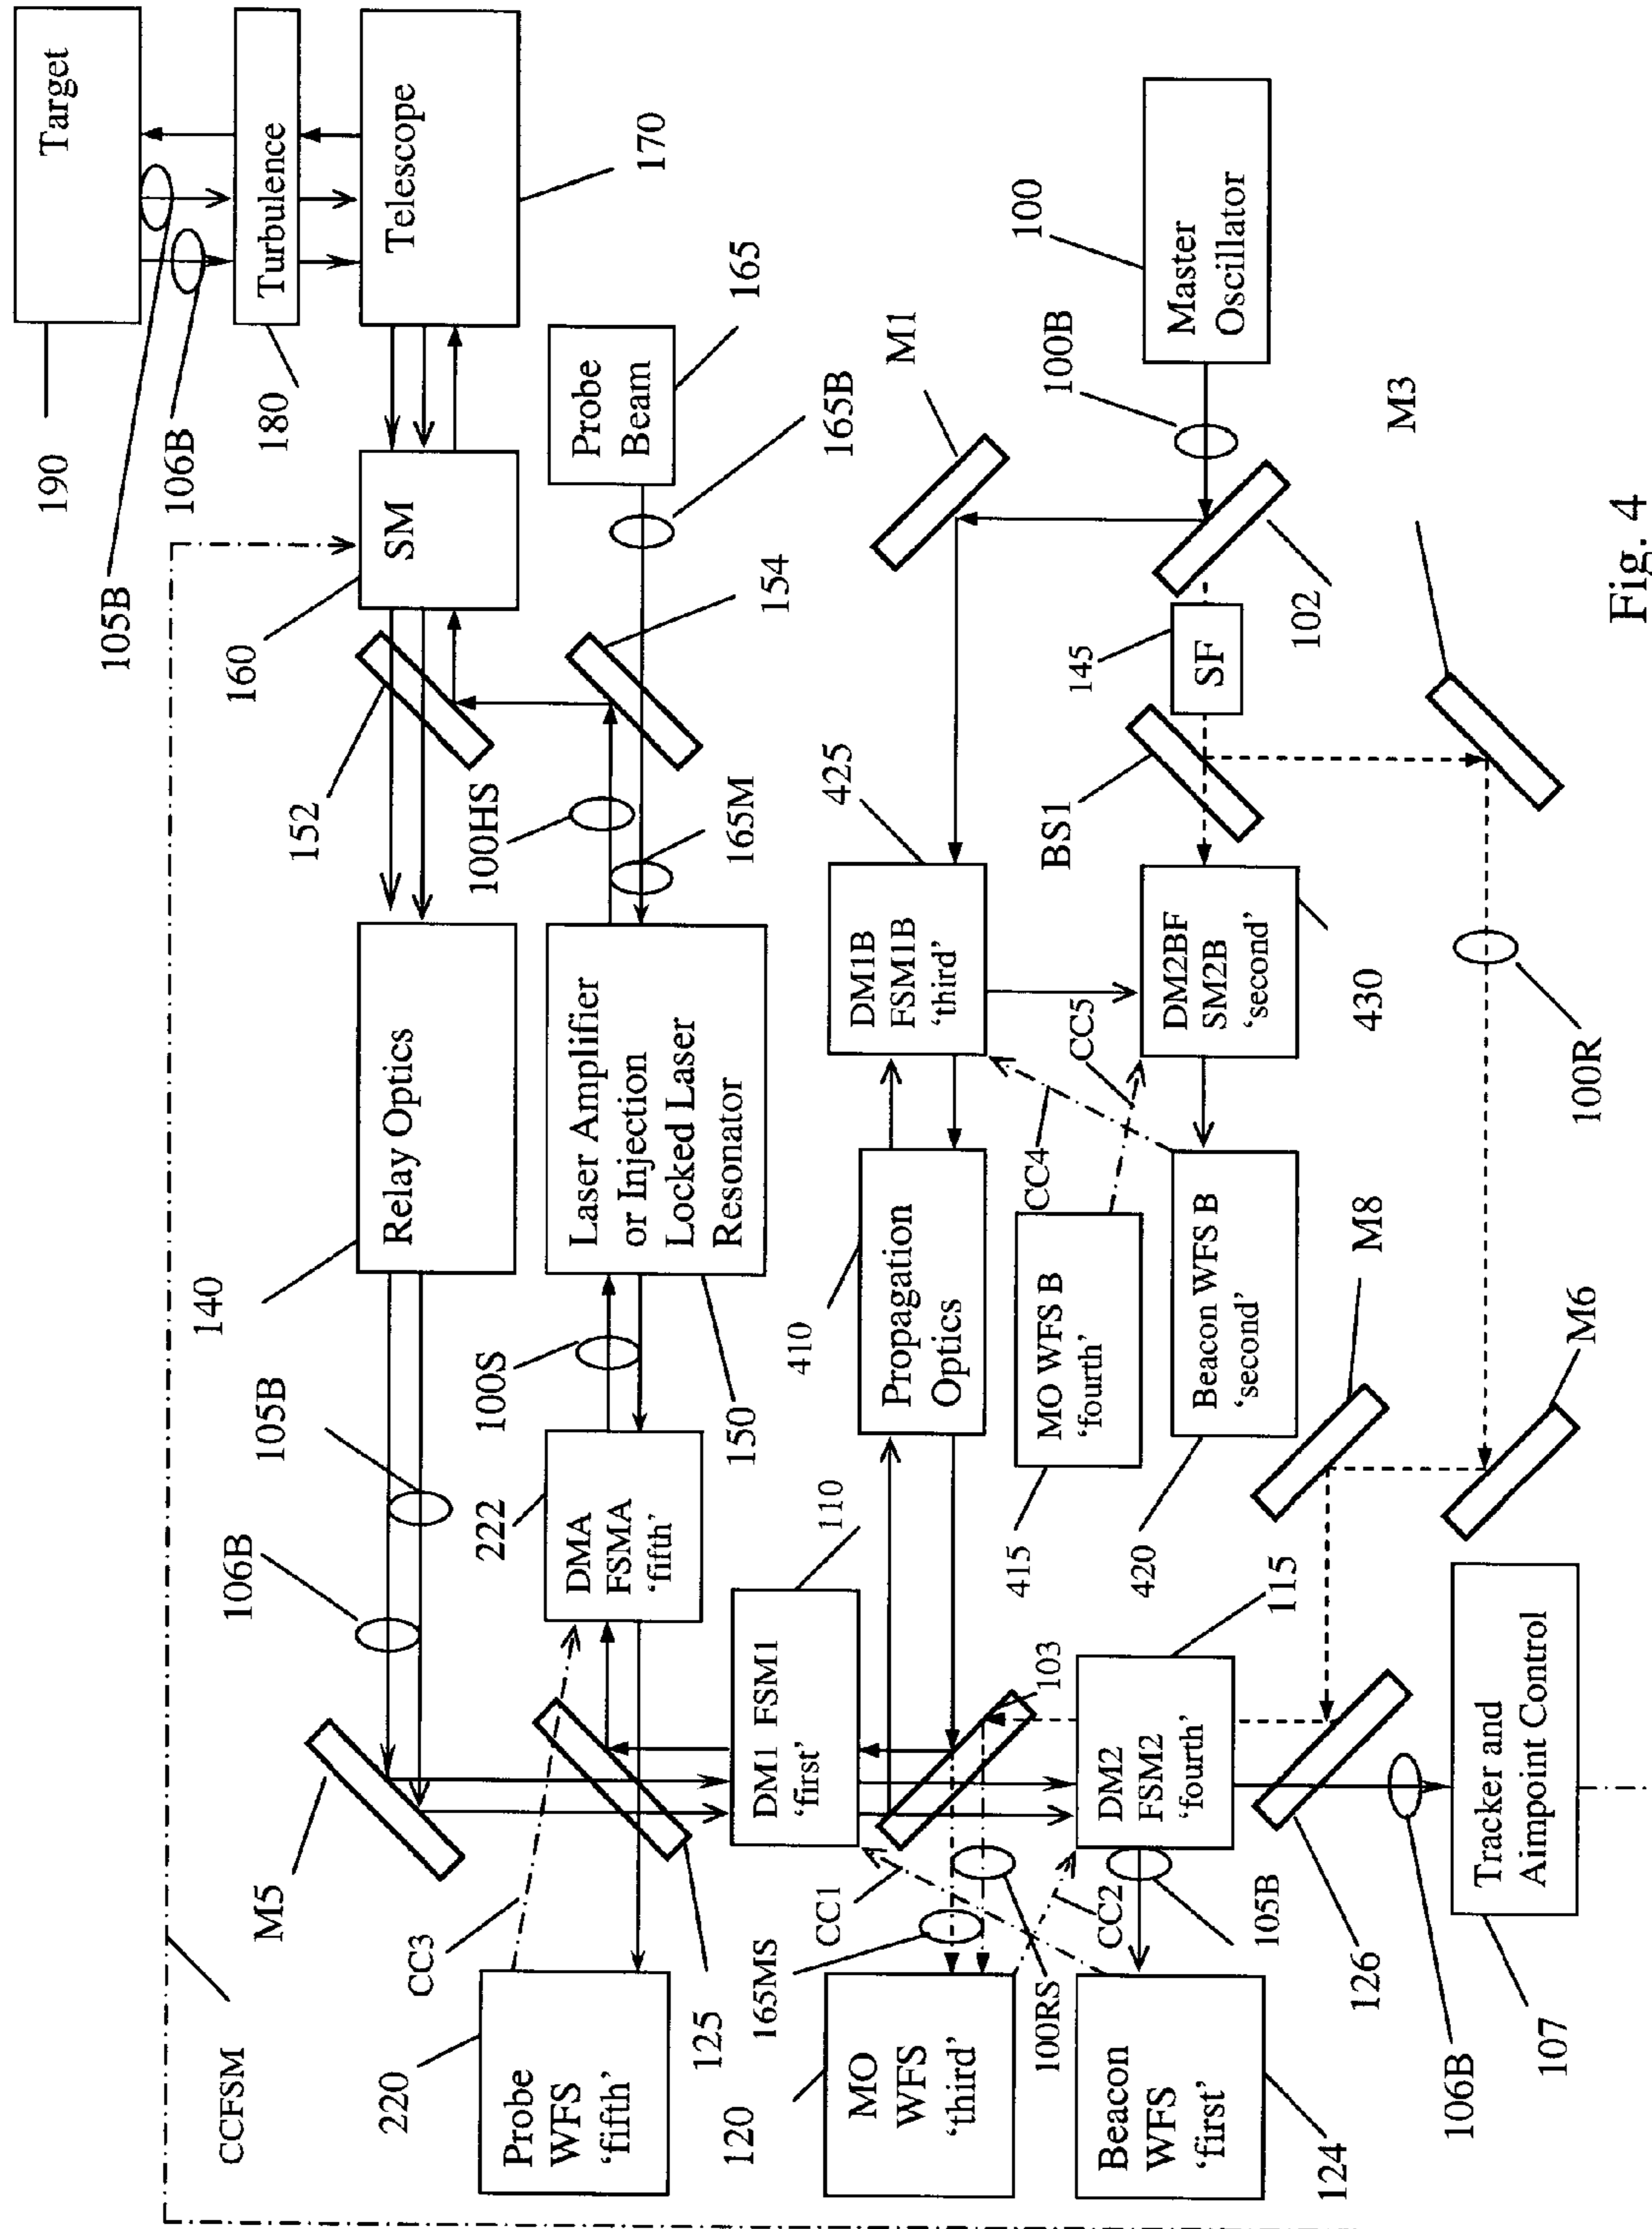 Target
190
105B
106B
Turbulence
180
Telescope
170
SM
160
Probe
Beam
165
165B
152
154
100HS
165M
Relay Optics
140
Laser Amplifier
or Injection
Locked Laser
Resonator
150
100S
105B
106B
DMA
FSMA
‘fifth’
222
M5
CC3
CCFSM
Probe
WFS
‘fifth’
220
125
DM1 FSM1
‘first’
110
103
CC1
165MS
100RS
CC2
MO
WFS
‘third’
120
Beacon
WFS
‘first’
124
105B
DM2
FSM2
‘fourth’
115
126
106B
Tracker and
Aimpoint Control
107
Propagation
Optics
410
DM1B
FSM1B
‘third’
425
MO WFS B
‘fourth’
415
CC4
CC5
Beacon WFS B
‘second’
420
DM2BF
SM2B
‘second’
430
BS1
SF
145
102
M1
100B
Master
Oscillator
100
M3
100R
M8
M6
Fig. 4